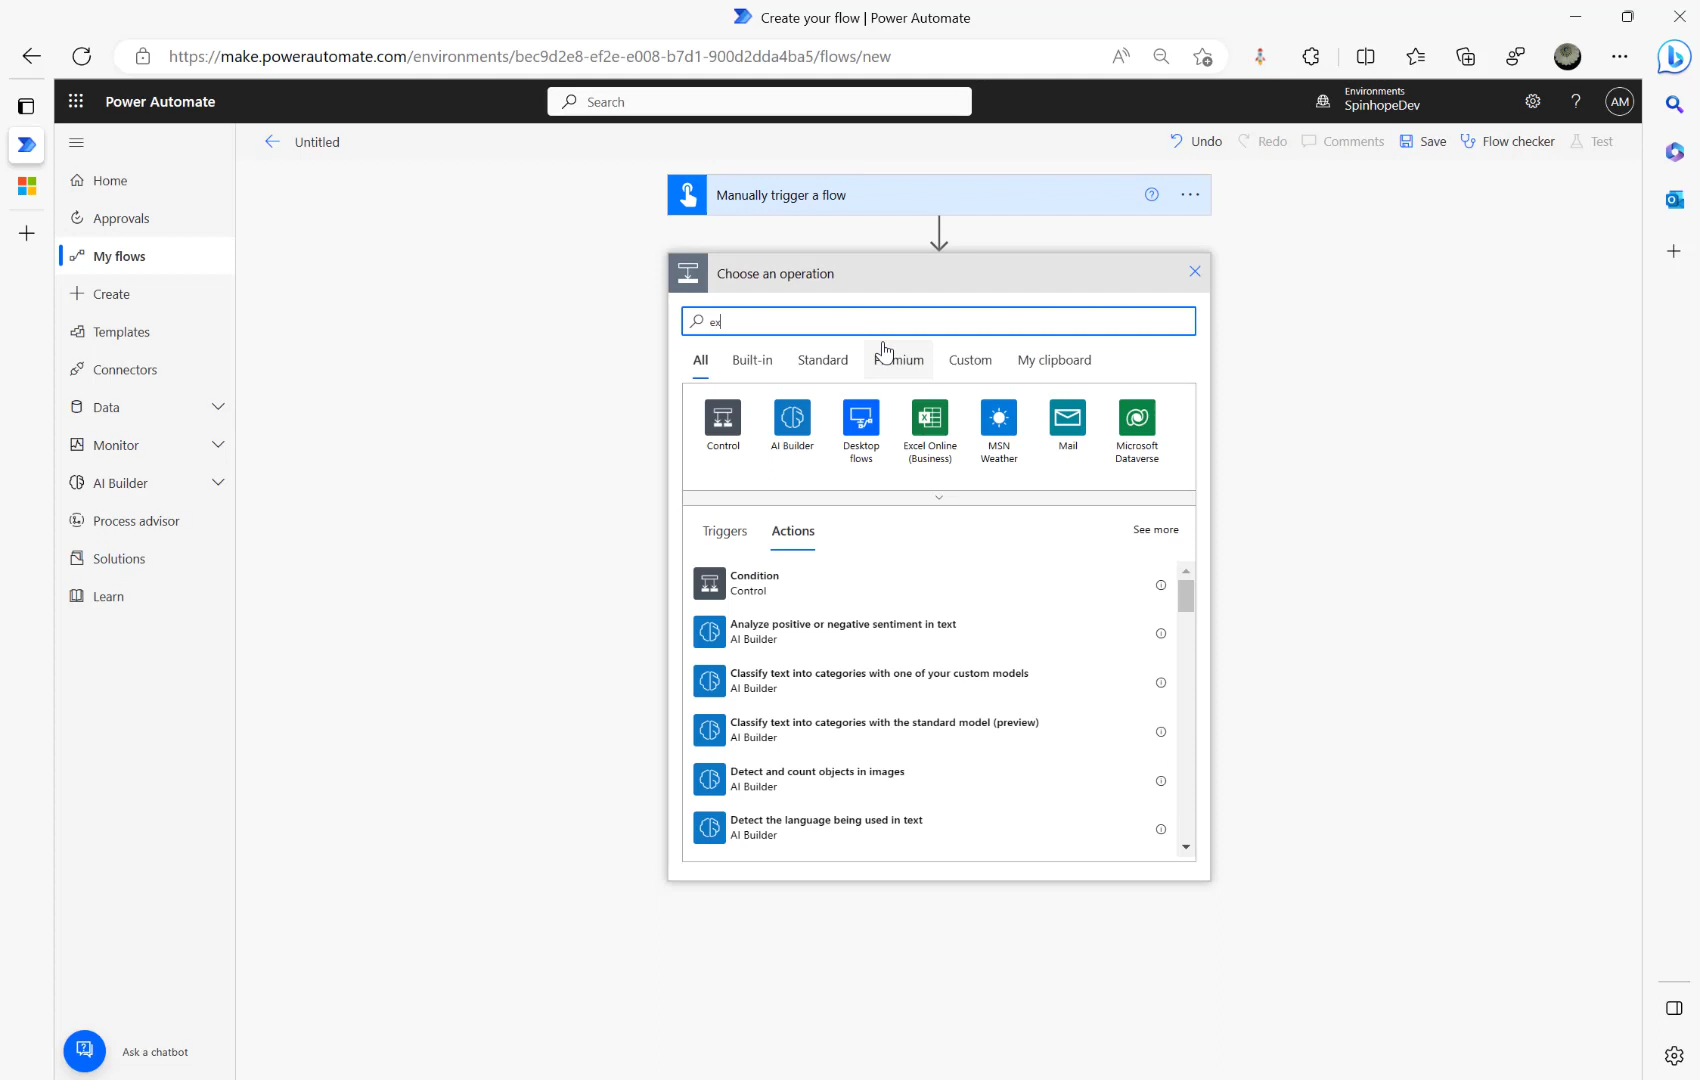 Create your flow | Power Automate
https://make.powerautomate.com/environments/bec9d2e8-ef2e-e008-b7d1-900d2dda4ba5/flows/new
Power Automate
Search
Environments
SpinhopeDev
?
AM
Untitled
Undo
Redo
Comments
Save
Flow checker
Test
Home
Approvals
My flows
Create
Templates
Connectors
Data
Monitor
AI Builder
Process advisor
Solutions
Learn
Ask a chatbot
Manually trigger a flow
Choose an operation
ex
All
Built-in
Standard
Premium
Custom
My clipboard
Control
AI Builder
Desktop
flows
Excel Online
(Business)
MSN
Weather
Mail
Microsoft
Dataverse
Triggers
Actions
See more
Condition
Control
Analyze positive or negative sentiment in text
AI Builder
Classify text into categories with one of your custom models
AI Builder
Classify text into categories with the standard model (preview)
AI Builder
Detect and count objects in images
AI Builder
Detect the language being used in text
AI Builder